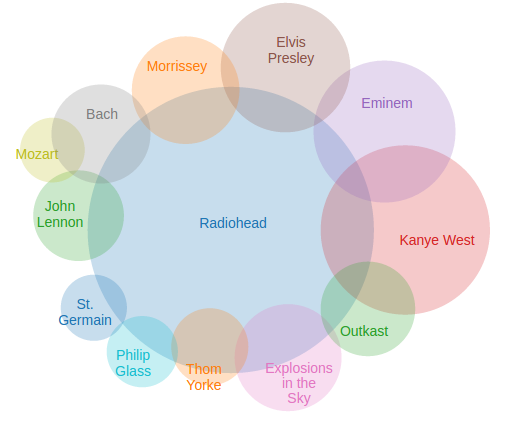 Elvis
Presley
Morrissey
Eminem
Bach
Mozart
John
Lennon
Radiohead
Kanye West
St.
Germain
Outkast
Philip
Glass
Thom
Yorke
Explosions
in the
Sky